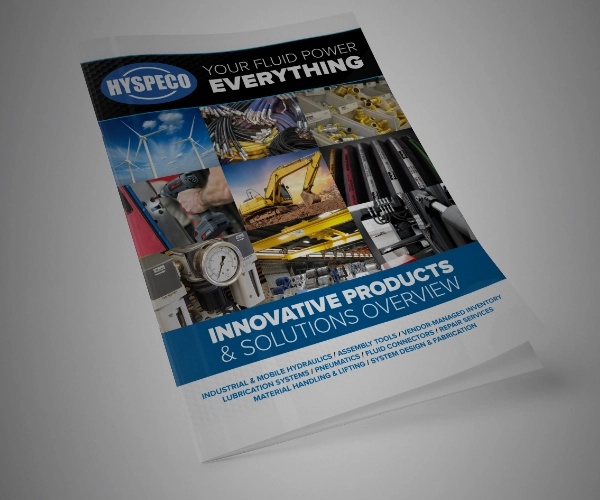 HYSPECO
YOUR FLUID POWER
EVERYTHING
INNOVATIVE PRODUCTS
& SOLUTIONS OVERVIEW
INDUSTRIAL & MOBILE HYDRAULICS / ASSEMBLY TOOLS / VENDOR-MANAGED INVENTORY
LUBRICATION SYSTEMS / PNEUMATICS / FLUID CONNECTORS / REPAIR SERVICES
MATERIAL HANDLING & LIFTING / SYSTEM DESIGN & FABRICATION